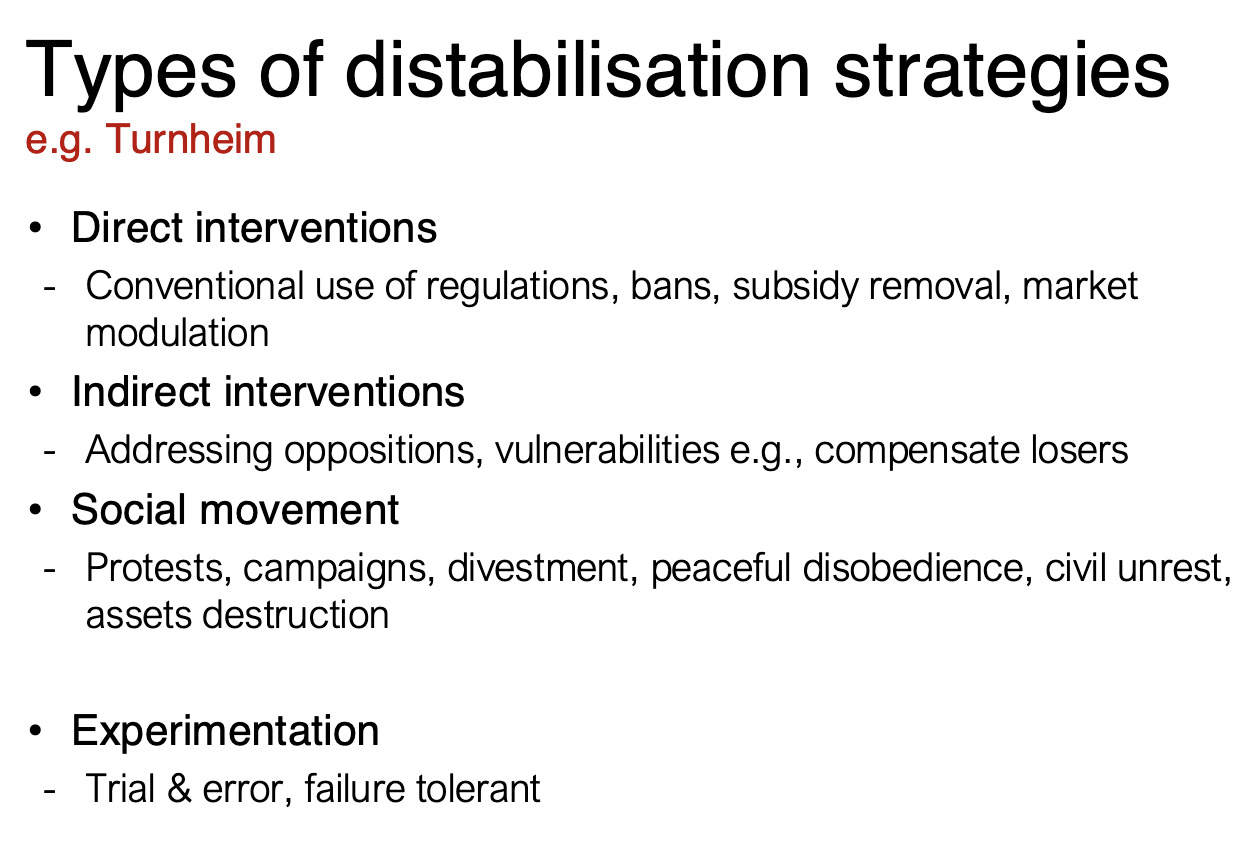 Types of distabilisation strategies
e.g. Turnheim
• Direct interventions
- Conventional use of regulations, bans, subsidy removal, market
modulation
• Indirect interventions
- Addressing oppositions, vulnerabilities e.g., compensate losers
• Social movement
- Protests, campaigns, divestment, peaceful disobedience, civil unrest,
assets destruction
• Experimentation
- Trial & error, failure tolerant